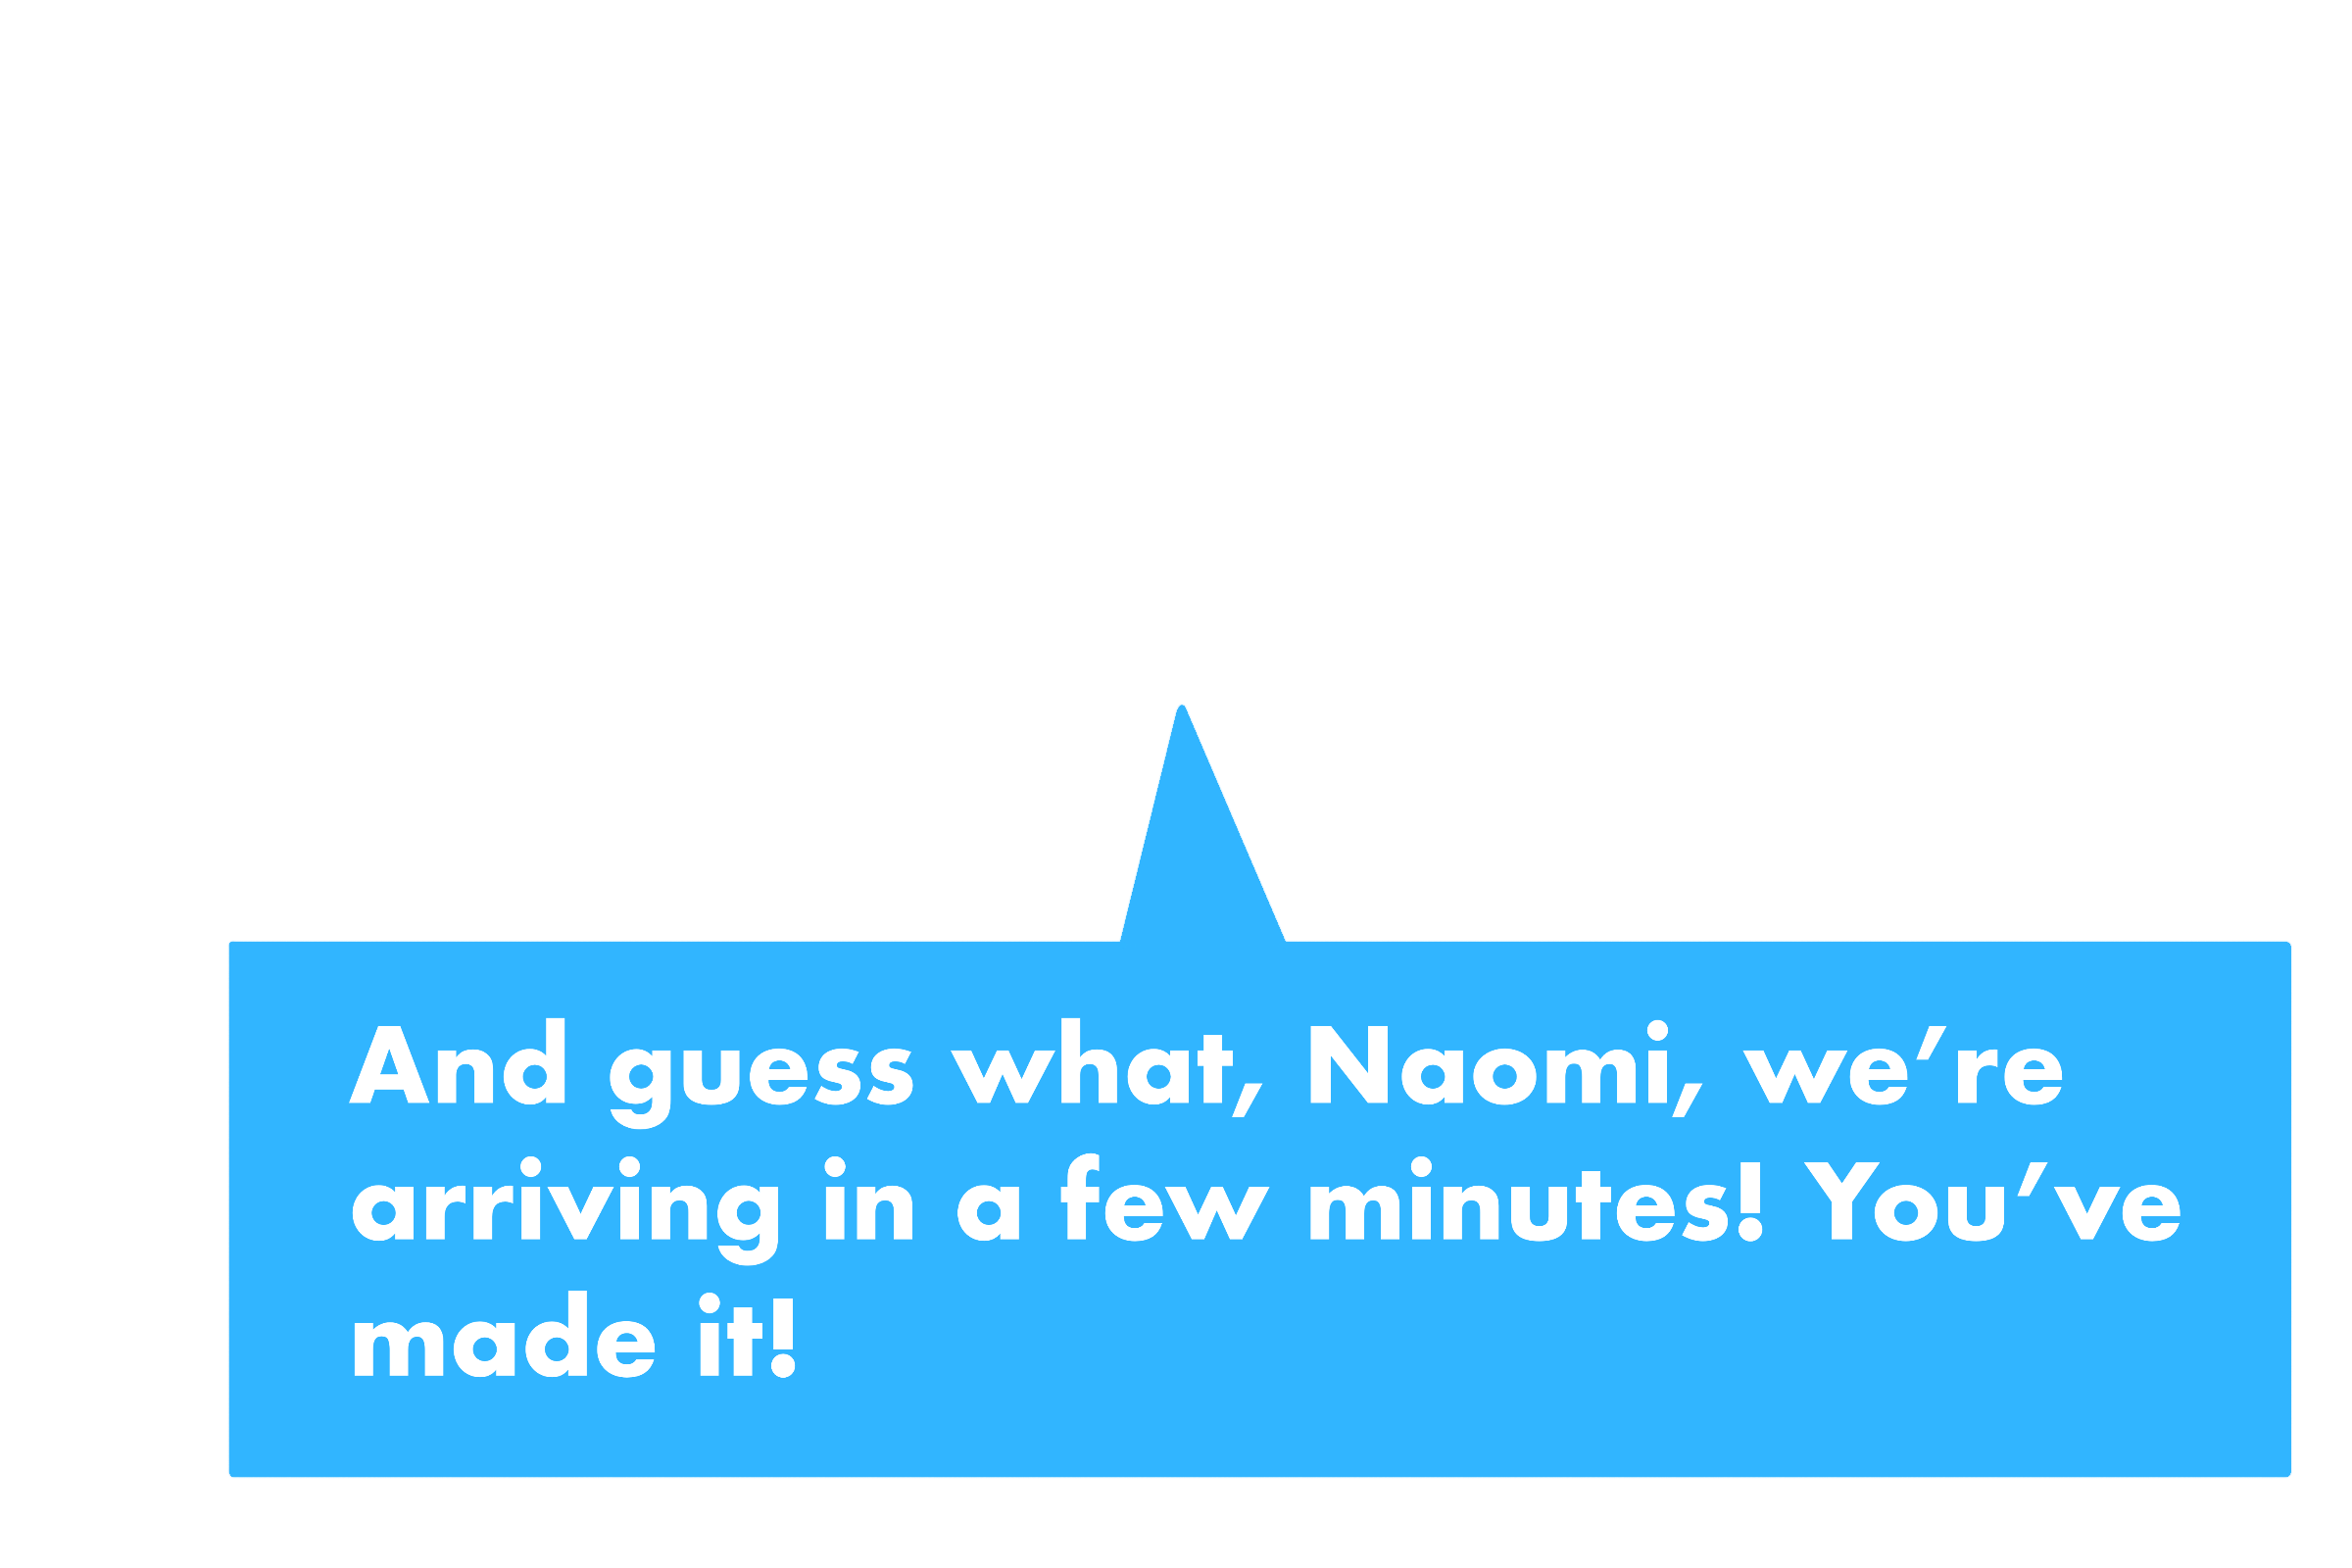 And guess what, Naomi, we’re
arriving in a few minutes! You’ve
made it!